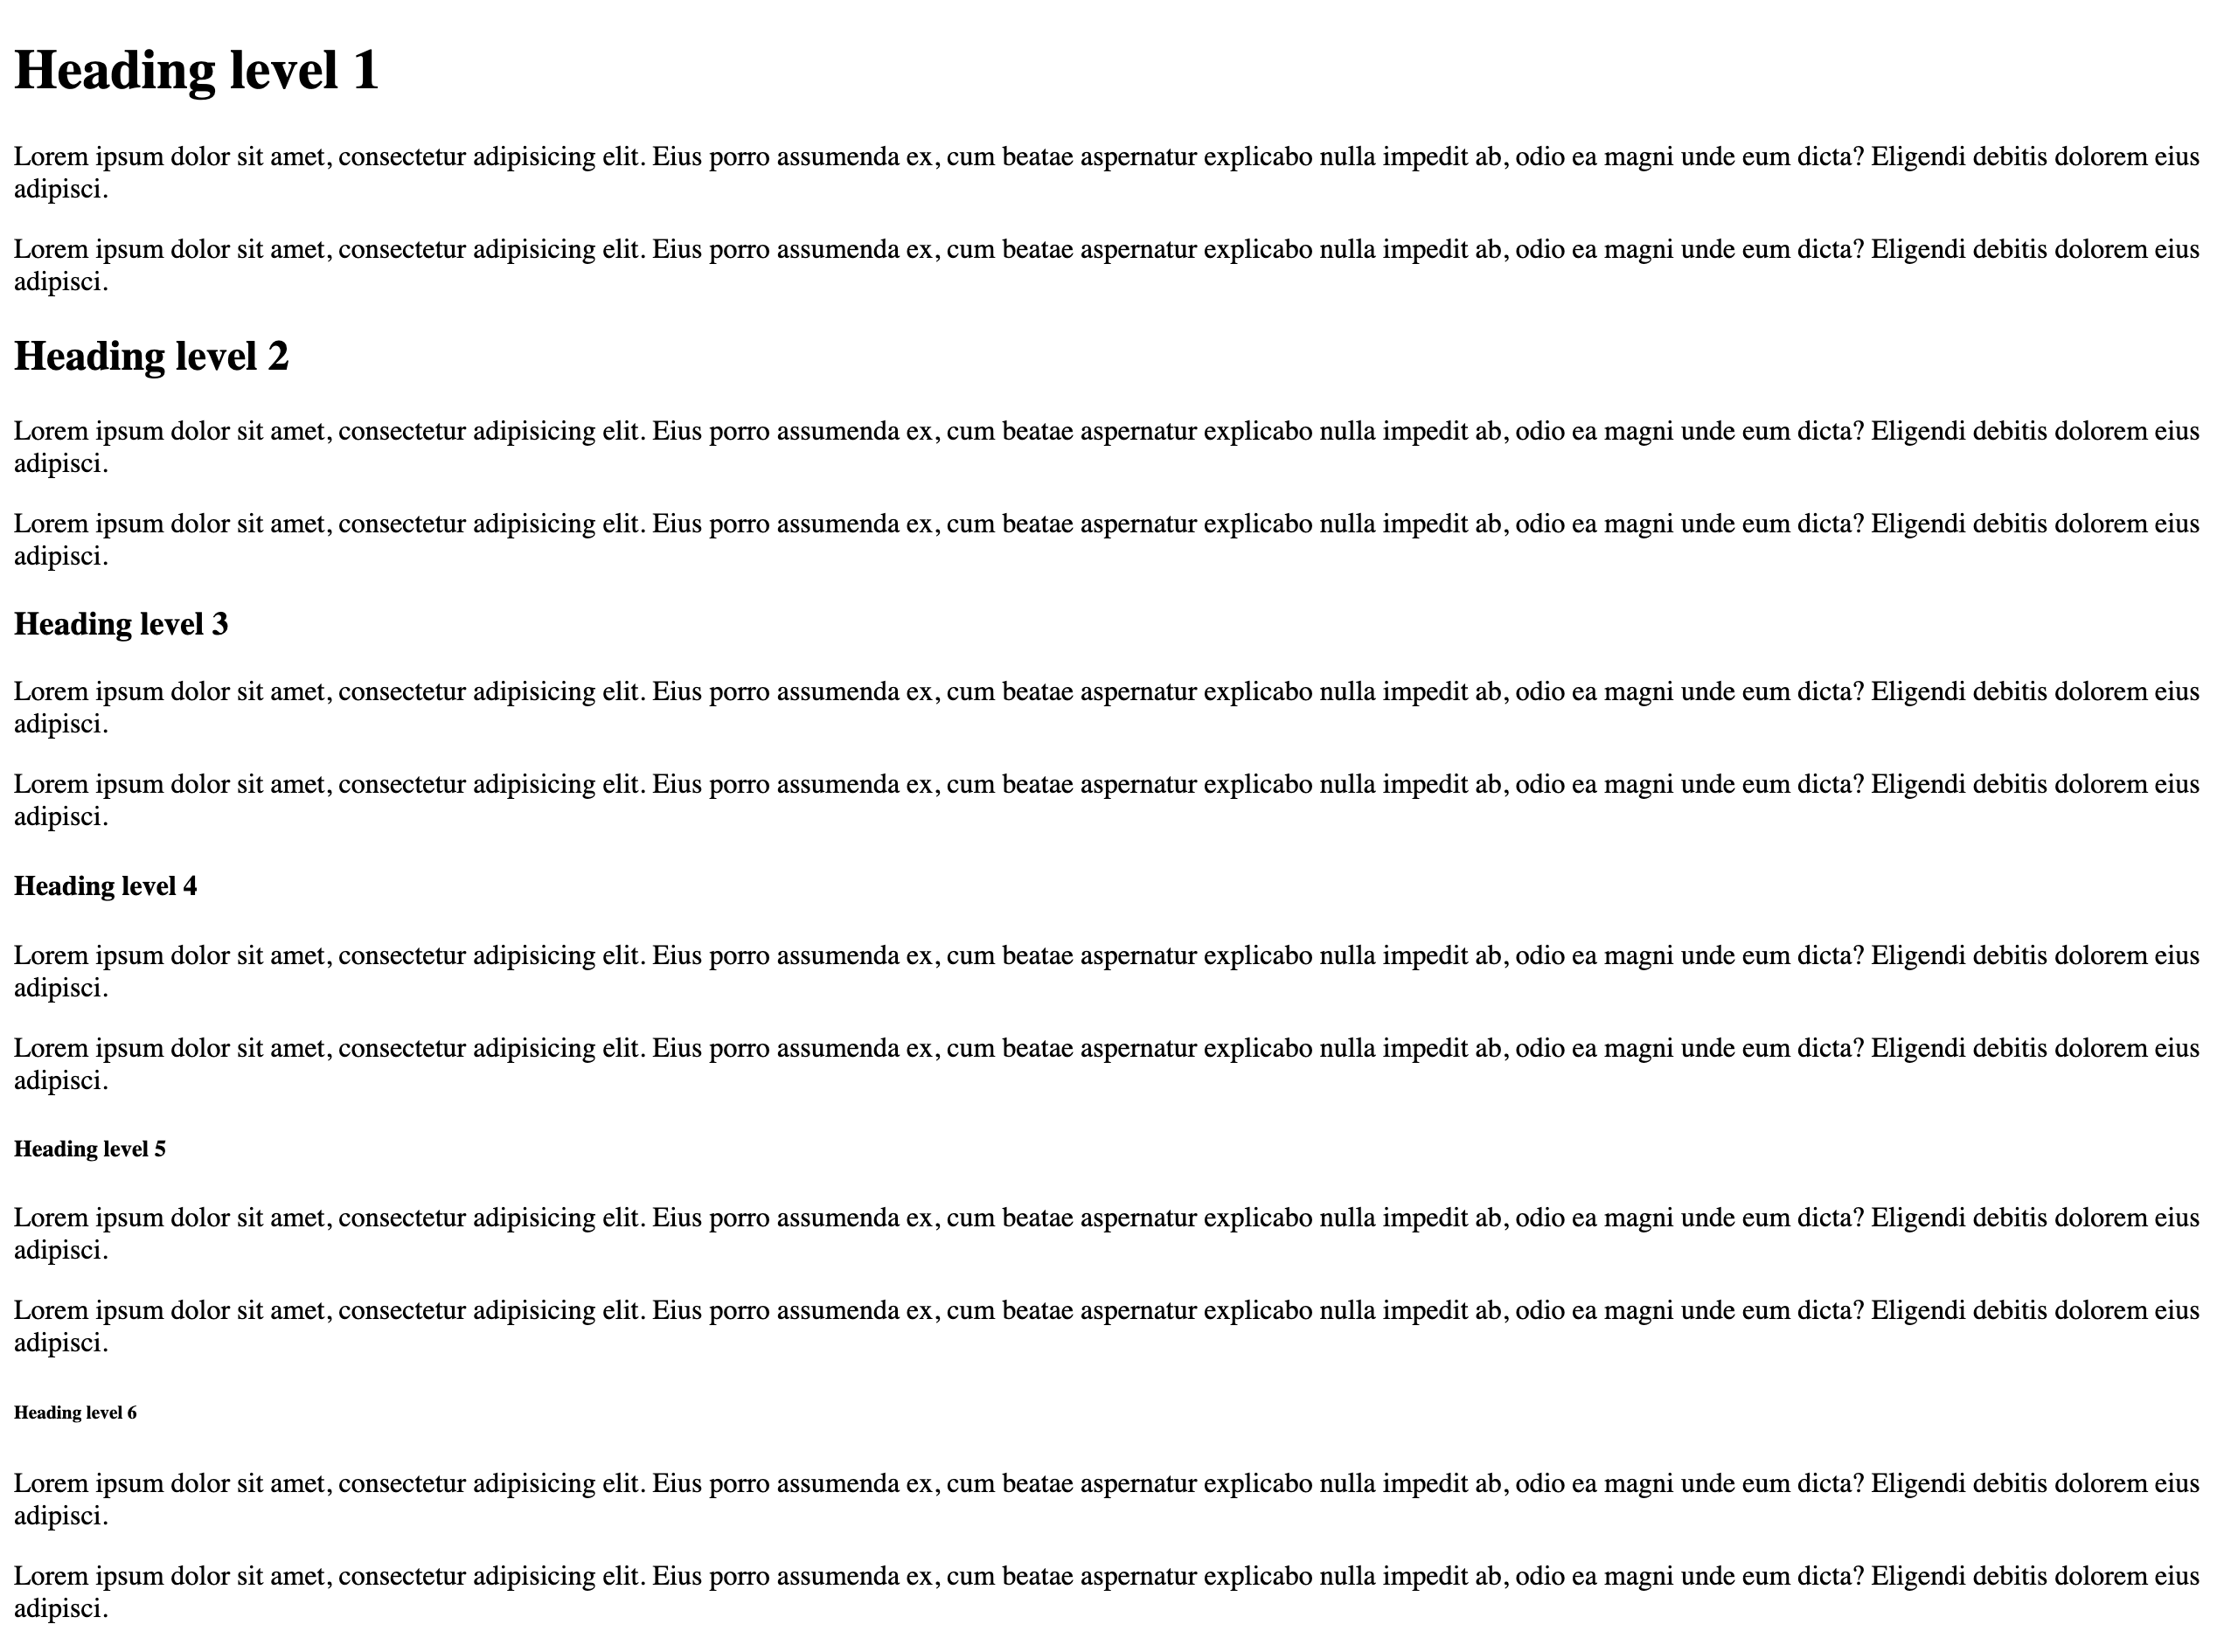 Heading level 1
Lorem ipsum dolor sit amet, consectetur adipisicing elit. Eius porro assumenda ex, cum beatae aspernatur explicabo nulla impedit ab, odio ea magni unde eum dicta? Eligendi debitis dolorem eius
adipisci.
Lorem ipsum dolor sit amet, consectetur adipisicing elit. Eius porro assumenda ex, cum beatae aspernatur explicabo nulla impedit ab, odio ea magni unde eum dicta? Eligendi debitis dolorem eius
adipisci.
Heading level 2
Lorem ipsum dolor sit amet, consectetur adipisicing elit. Eius porro assumenda ex, cum beatae aspernatur explicabo nulla impedit ab, odio ea magni unde eum dicta? Eligendi debitis dolorem eius
adipisci.
Lorem ipsum dolor sit amet, consectetur adipisicing elit. Eius porro assumenda ex, cum beatae aspernatur explicabo nulla impedit ab, odio ea magni unde eum dicta? Eligendi debitis dolorem eius
adipisci.
Heading level 3
Lorem ipsum dolor sit amet, consectetur adipisicing elit. Eius porro assumenda ex, cum beatae aspernatur explicabo nulla impedit ab, odio ea magni unde eum dicta? Eligendi debitis dolorem eius
adipisci.
Lorem ipsum dolor sit amet, consectetur adipisicing elit. Eius porro assumenda ex, cum beatae aspernatur explicabo nulla impedit ab, odio ea magni unde eum dicta? Eligendi debitis dolorem eius
adipisci.
Heading level 4
Lorem ipsum dolor sit amet, consectetur adipisicing elit. Eius porro assumenda ex, cum beatae aspernatur explicabo nulla impedit ab, odio ea magni unde eum dicta? Eligendi debitis dolorem eius
adipisci.
Lorem ipsum dolor sit amet, consectetur adipisicing elit. Eius porro assumenda ex, cum beatae aspernatur explicabo nulla impedit ab, odio ea magni unde eum dicta? Eligendi debitis dolorem eius
adipisci.
Heading level 5
Lorem ipsum dolor sit amet, consectetur adipisicing elit. Eius porro assumenda ex, cum beatae aspernatur explicabo nulla impedit ab, odio ea magni unde eum dicta? Eligendi debitis dolorem eius
adipisci.
Lorem ipsum dolor sit amet, consectetur adipisicing elit. Eius porro assumenda ex, cum beatae aspernatur explicabo nulla impedit ab, odio ea magni unde eum dicta? Eligendi debitis dolorem eius
adipisci.
Heading level 6
Lorem ipsum dolor sit amet, consectetur adipisicing elit. Eius porro assumenda ex, cum beatae aspernatur explicabo nulla impedit ab, odio ea magni unde eum dicta? Eligendi debitis dolorem eius
adipisci.
Lorem ipsum dolor sit amet, consectetur adipisicing elit. Eius porro assumenda ex, cum beatae aspernatur explicabo nulla impedit ab, odio ea magni unde eum dicta? Eligendi debitis dolorem eius
adipisci.